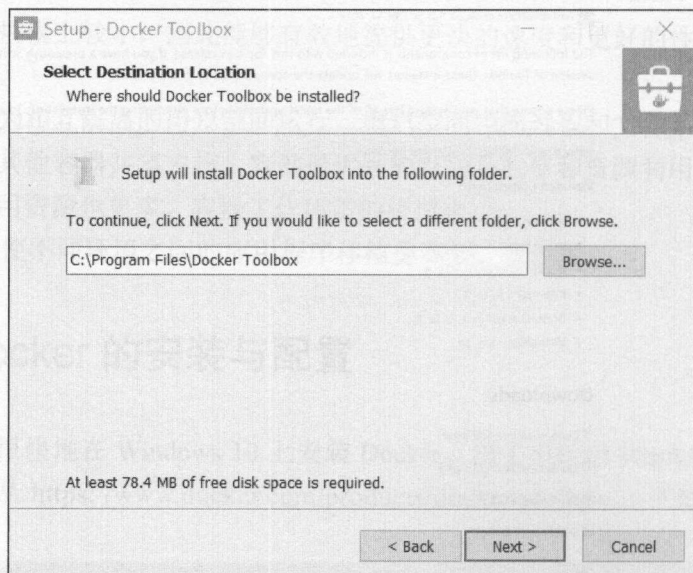 Setup - Docker Toolbox
Select Destination Location
Where should Docker Toolbox be installed?
Setup will install Docker Toolbox into the following folder.
To continue, click Next. If you would like to select a different folder, click Browse.
C:\Program Files\Docker Toolbox
Browse...
At least 78.4 MB of free disk space is required.
< Back
Next >
Cancel